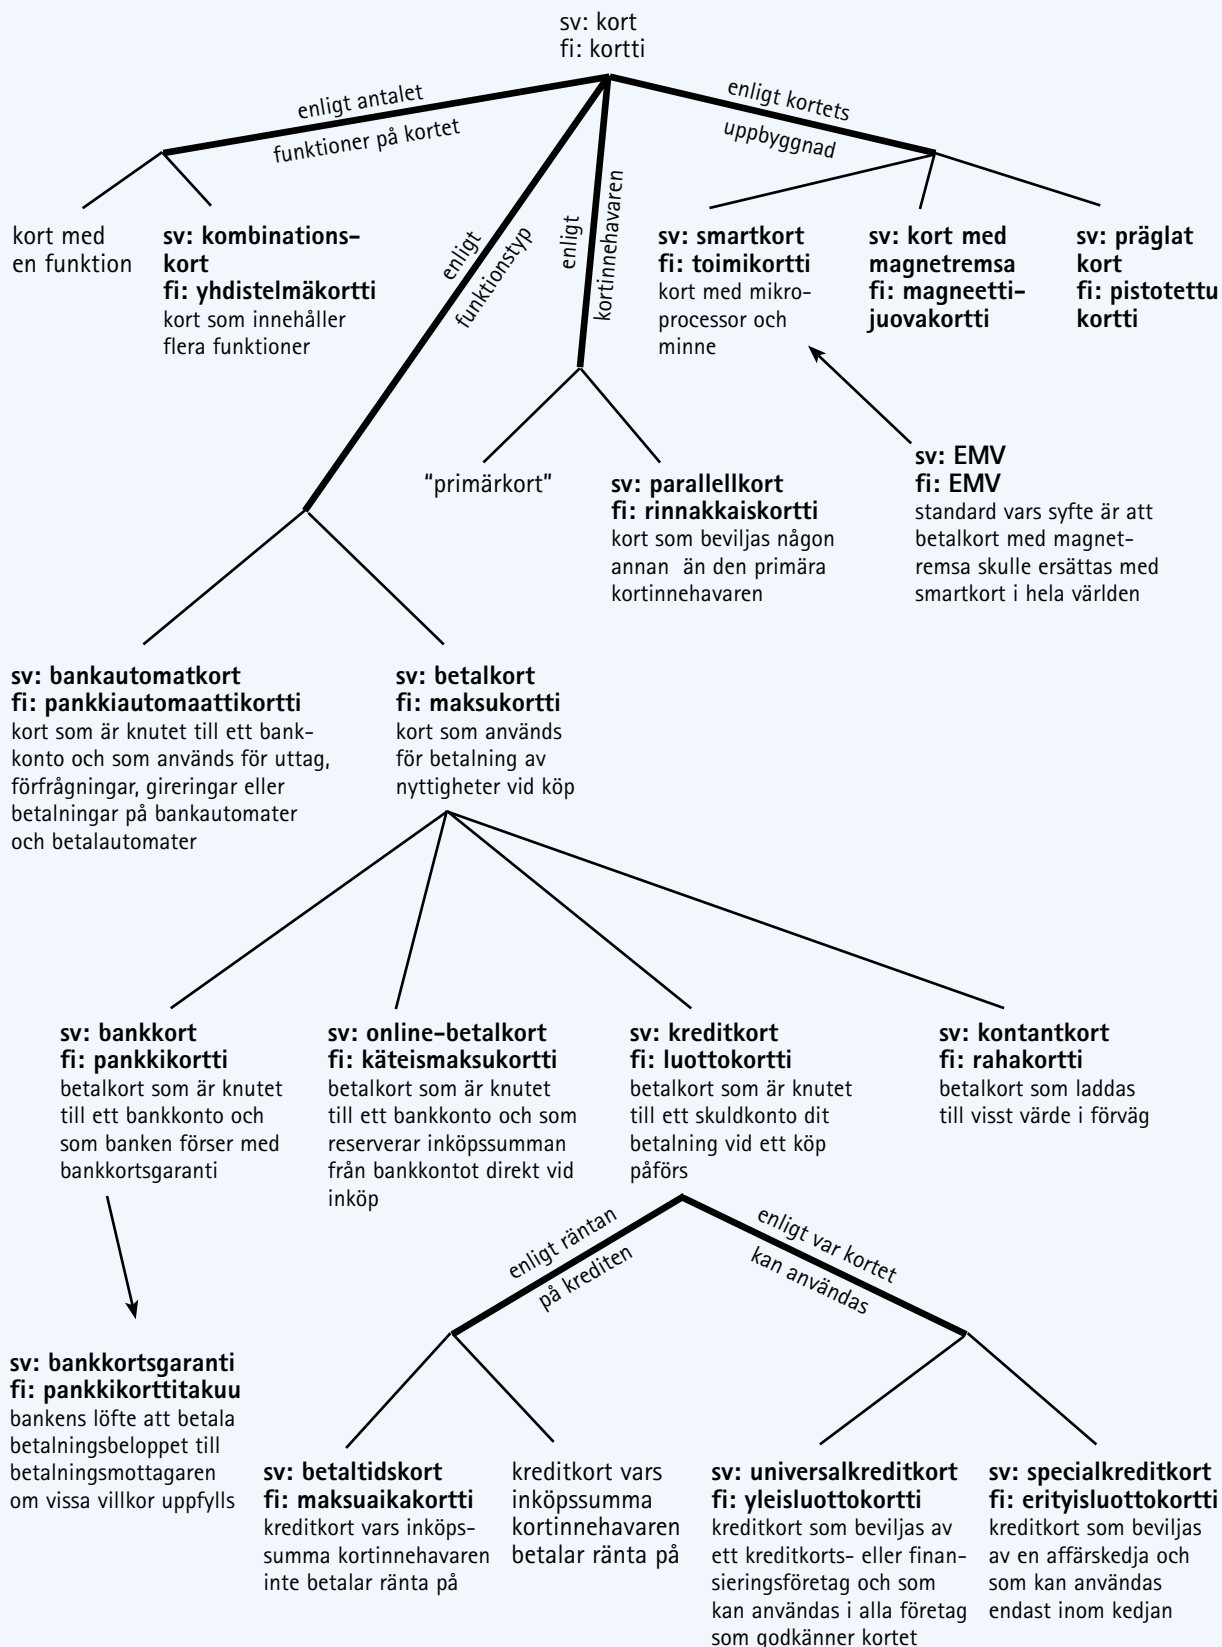 sv: kort
fi: kortti
enligt antalet
funktioner på kortet
enligt
funktionstyp
enligt
kortinnehavaren
enligt kortets
uppbyggnad
kort med
en funktion
sv: kombinations-
kort
fi: yhdistelmäkortti
kort som innehåller
flera funktioner
sv: smartkort
fi: toimikortti
kort med mikro-
processor och
minne
sv: kort med
magnetremsa
fi: magneetti-
juovakortti
sv: präglat
kort
fi: pistotettu
kortti
"primärkort"
sv: parallellkort
fi: rinnakkaiskortti
kort som beviljas någon
annan än den primära
kortinnehavaren
sv: EMV
fi: EMV
standard vars syfte är att
betalkort med magnet-
remsa skulle ersättas med
smartkort i hela världen
sv: bankautomatkort
fi: pankkiautomaattikortti
kort som är knutet till ett bank-
konto och som används för uttag,
förfrågningar, gireringar eller
betalningar på bankautomater
och betalautomater
sv: betalkort
fi: maksukortti
kort som används
för betalning av
nyttigheter vid köp
sv: bankkort
fi: pankkikortti
betalkort som är knutet
till ett bankkonto och
som banken förser med
bankkortsgaranti
sv: online-betalkort
fi: käteismaksukortti
betalkort som är knutet
till ett bankkonto och som
reserverar inköpssumman
från bankkontot direkt vid
inköp
sv: kreditkort
fi: luottokortti
betalkort som är knutet
till ett skuldkonto dit
betalning vid ett köp
påförs
sv: kontantkort
fi: rahakortti
betalkort som laddas
till visst värde i förväg
enligt räntan
på krediten
enligt var kortet
kan användas
sv: bankkortsgaranti
fi: pankkikorttitakuu
bankens löfte att betala
betalningsbeloppet till
betalningsmottagaren
om vissa villkor uppfylls
sv: betaltidskort
fi: maksuaikakortti
kreditkort vars inköps-
summa kortinnehavaren
inte betalar ränta på
kreditkort vars
inköpssumma
kortinnehavaren
betalar ränta på
sv: universalkreditkort
fi: yleisluottokortti
kreditkort som beviljas av
ett kreditkorts- eller finan-
sieringsföretag och som
kan användas i alla företag
som godkänner kortet
sv: specialkreditkort
fi: erityisluottokortti
kreditkort som beviljas
av en affärskedja och
som kan användas
endast inom kedjan